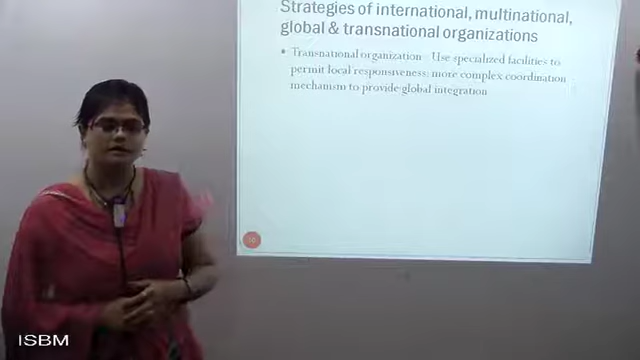 Strategies of international, multinational,
global & transnational organizations
• Transnational organization – Use specialized facilities to
permit local responsiveness; more complex coordination
mechanism to provide global integration
ISBM